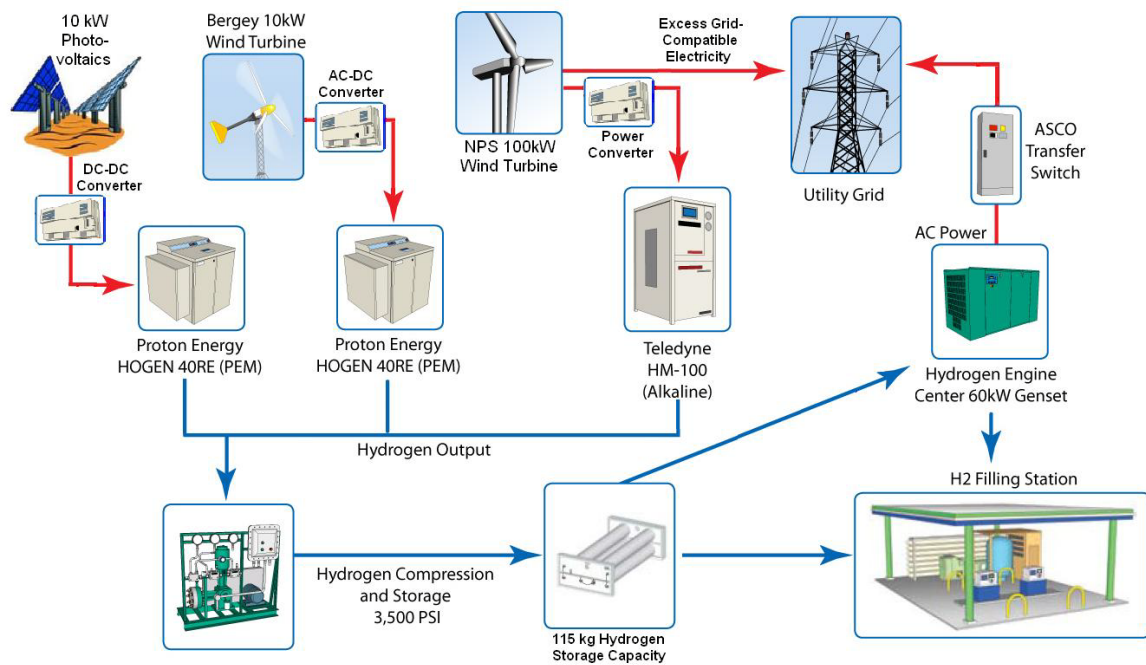 10 kW
Photo-
voltaics
Bergey 10kW
Wind Turbine
AC-DC
Converter
DC-DC
Converter
NPS 100kW
Wind Turbine
Excess Grid-
Compatible
Electricity
Power
Converter
Utility Grid
ASCO
Transfer
Switch
AC Power
Proton Energy
HOGEN 40RE (PEM)
Proton Energy
HOGEN 40RE (PEM)
Teledyne
HM-100
(Alkaline)
Hydrogen Engine
Center 60kW Genset
Hydrogen Output
H2 Filling Station
Hydrogen Compression
and Storage
3,500 PSI
115 kg Hydrogen
Storage Capacity